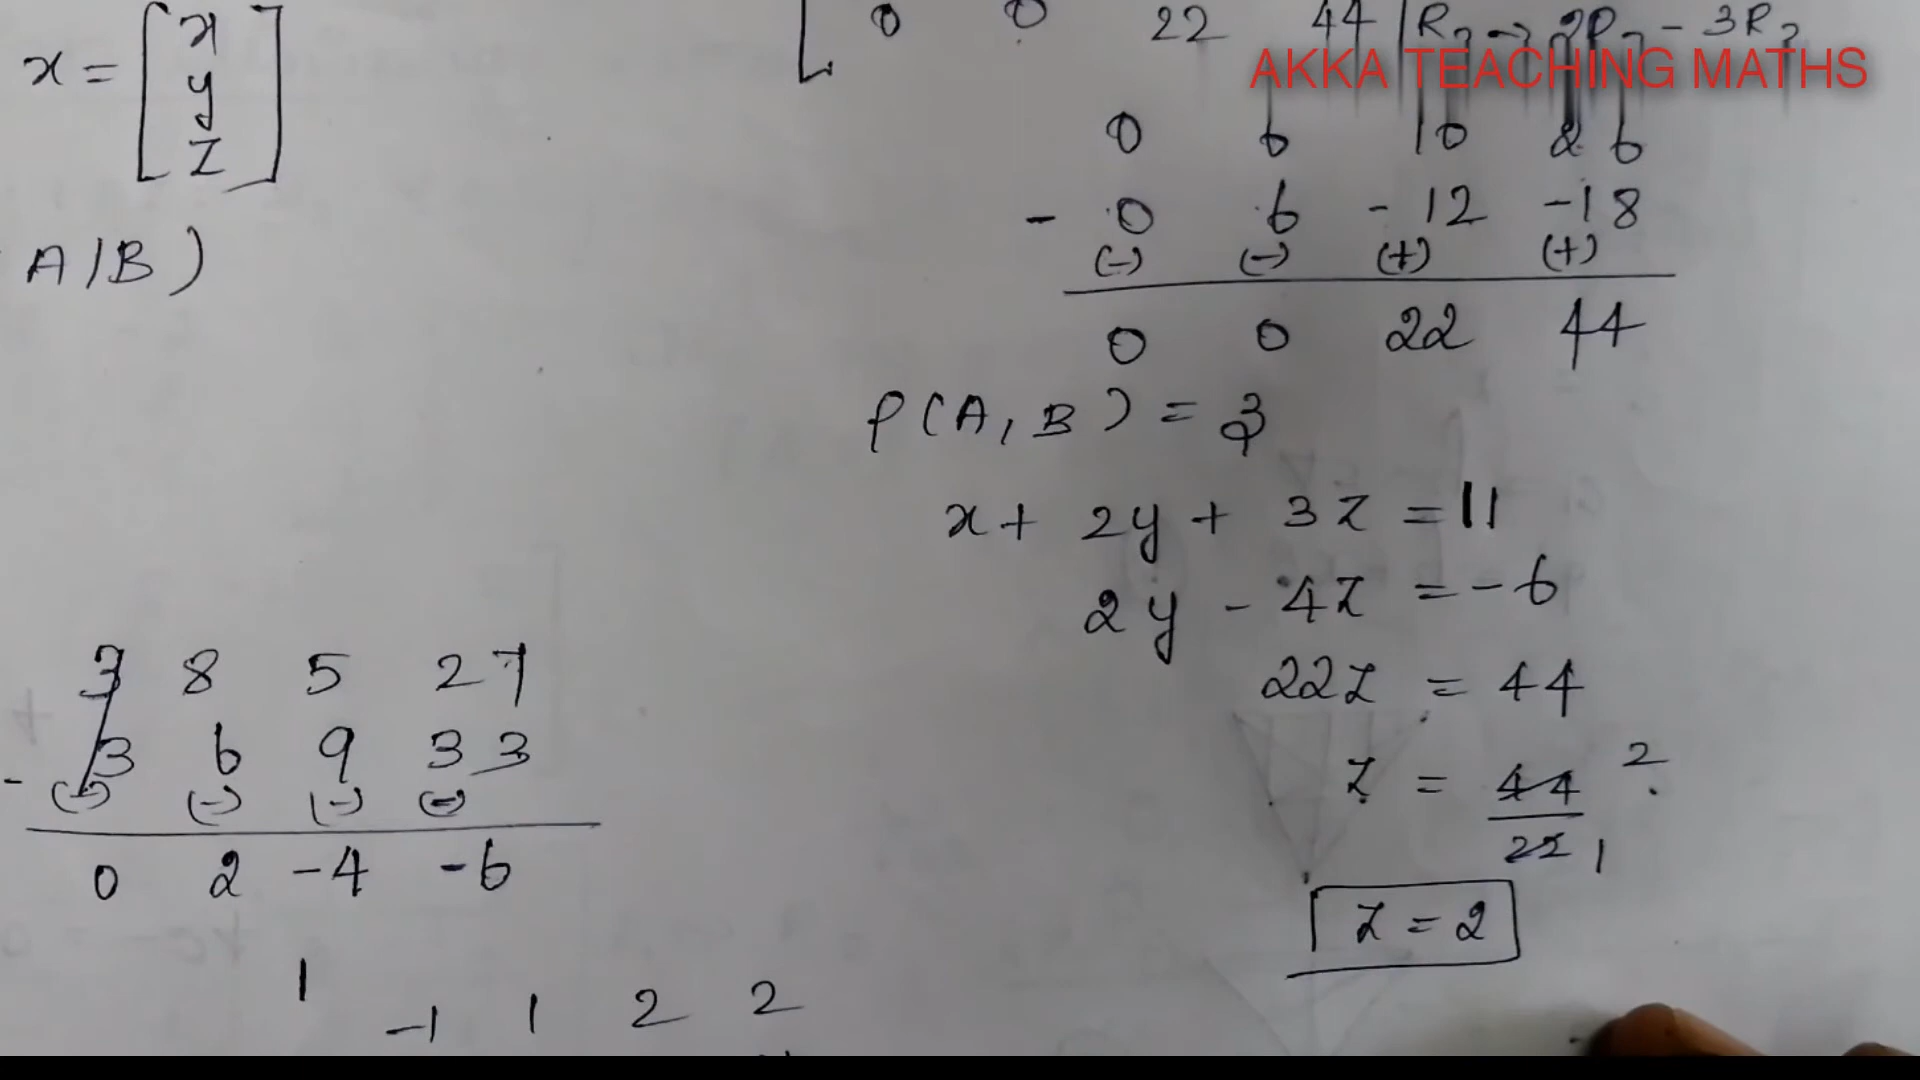 x = [ x
y
z ]
A/B )
0 0 22 44 R3 → 2R3 - 3R2
AKKA TEACHING MATHS
0 6 10 26
- 0 6 -12 -18
(-) (-) (+) (+)
0 0 22 44
ρ(A, B) = 3
x + 2y + 3z = 11
2y - 4z = -6
22z = 44
z = 44/22 2 1
z = 2
3 8 5 27
- 3 6 9 33
(-) (-) (-) (-)
0 2 -4 -6
1
-1 1 2 2